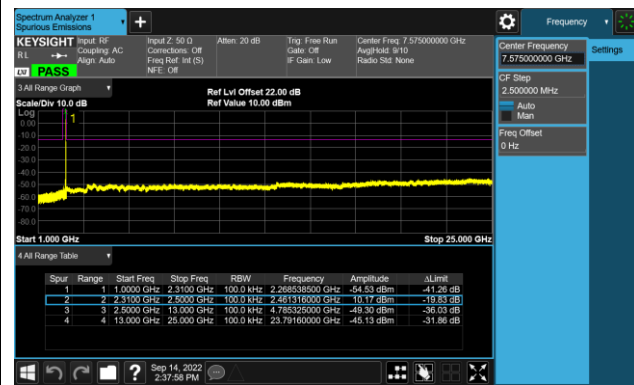 Spectrum Analyzer 1
Spurious Emissions
Frequency
KEYSIGHT Input: RF
R L
Coupling: AC
Align: Auto
LXI PASS
Input Z: 50 Ω
Corrections: Off
Freq Ref: Int (S)
NFE: Off
Atten: 20 dB
Trig: Free Run
Gate: Off
IF Gain: Low
Center Freq: 7.575000000 GHz
Avg|Hold: 9/10
Radio Std: None
Center Frequency
7.575000000 GHz
Settings
CF Step
2.500000 MHz
Auto
Man
Freq Offset
0 Hz
3 All Range Graph
Scale/Div 10.0 dB
Ref Lvl Offset 22.00 dB
Ref Value 10.00 dBm
Log
1
0.00
-10.0
-20.0
-30.0
-40.0
-50.0
-60.0
-70.0
-80.0
Start 1.000 GHz
Stop 25.000 GHz
4 All Range Table
Spur Range Start Freq Stop Freq RBW Frequency Amplitude ΔLimit
1 1 1.0000 GHz 2.3100 GHz 100.0 kHz 2.268538500 GHz -54.53 dBm -41.26 dB
2 2 2.3100 GHz 2.5000 GHz 100.0 kHz 2.461316000 GHz 10.17 dBm -19.83 dB
3 3 2.5000 GHz 13.000 GHz 100.0 kHz 4.785325000 GHz -49.30 dBm -36.03 dB
4 4 13.000 GHz 25.000 GHz 100.0 kHz 23.79160000 GHz -45.13 dBm -31.86 dB
Sep 14, 2022
2:37:58 PM